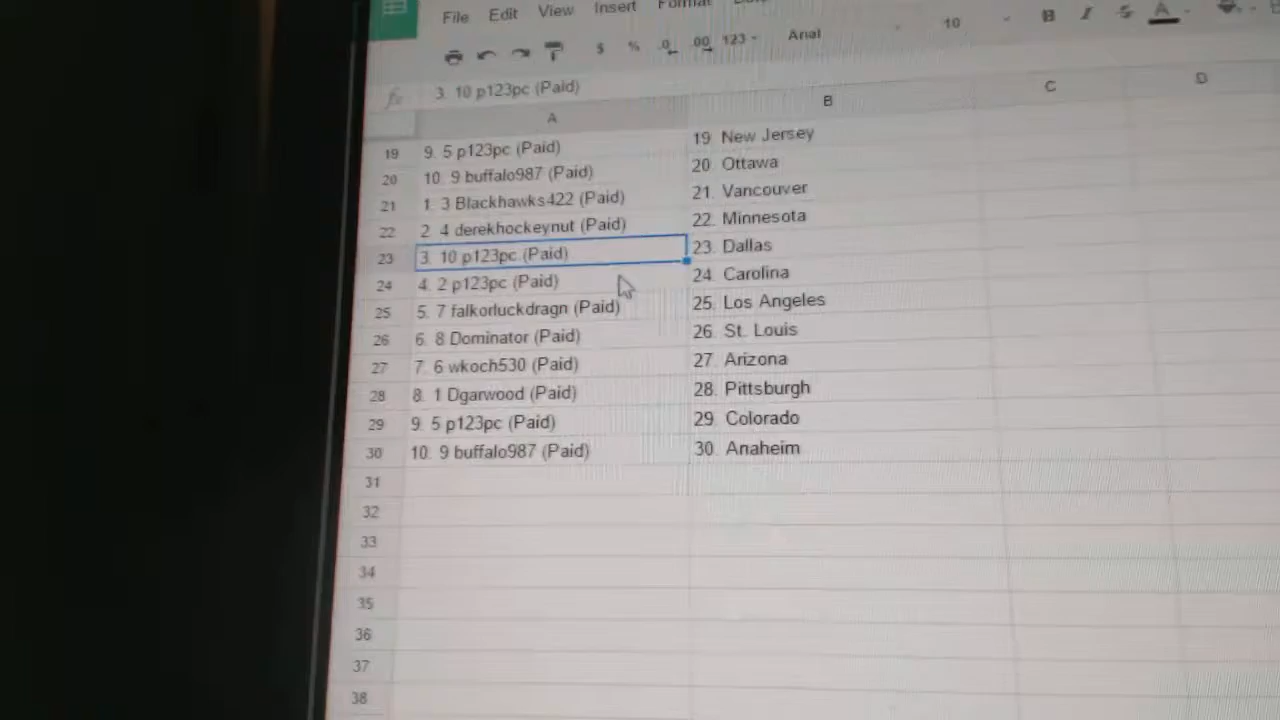 File Edit View Insert Format
$ % .0 .00 123 Arial 10 B I S A
fx 3. 10 p123pc (Paid)
A B C D
19 9. 5 p123pc (Paid) 19 New Jersey
20 10. 9 buffalo987 (Paid) 20 Ottawa
21 1. 3 Blackhawks422 (Paid) 21. Vancouver
22 2. 4 derekhockeynut (Paid) 22. Minnesota
23 3. 10 p123pc (Paid) 23. Dallas
24 4. 2 p123pc (Paid) 24. Carolina
25 5. 7 falkorluckdragn (Paid) 25. Los Angeles
26 6. 8 Dominator (Paid) 26. St. Louis
27 7. 6 wkoch530 (Paid) 27. Arizona
28 8. 1 Dgarwood (Paid) 28. Pittsburgh
29 9. 5 p123pc (Paid) 29. Colorado
30 10. 9 buffalo987 (Paid) 30. Anaheim
31
32
33
34
35
36
37
38